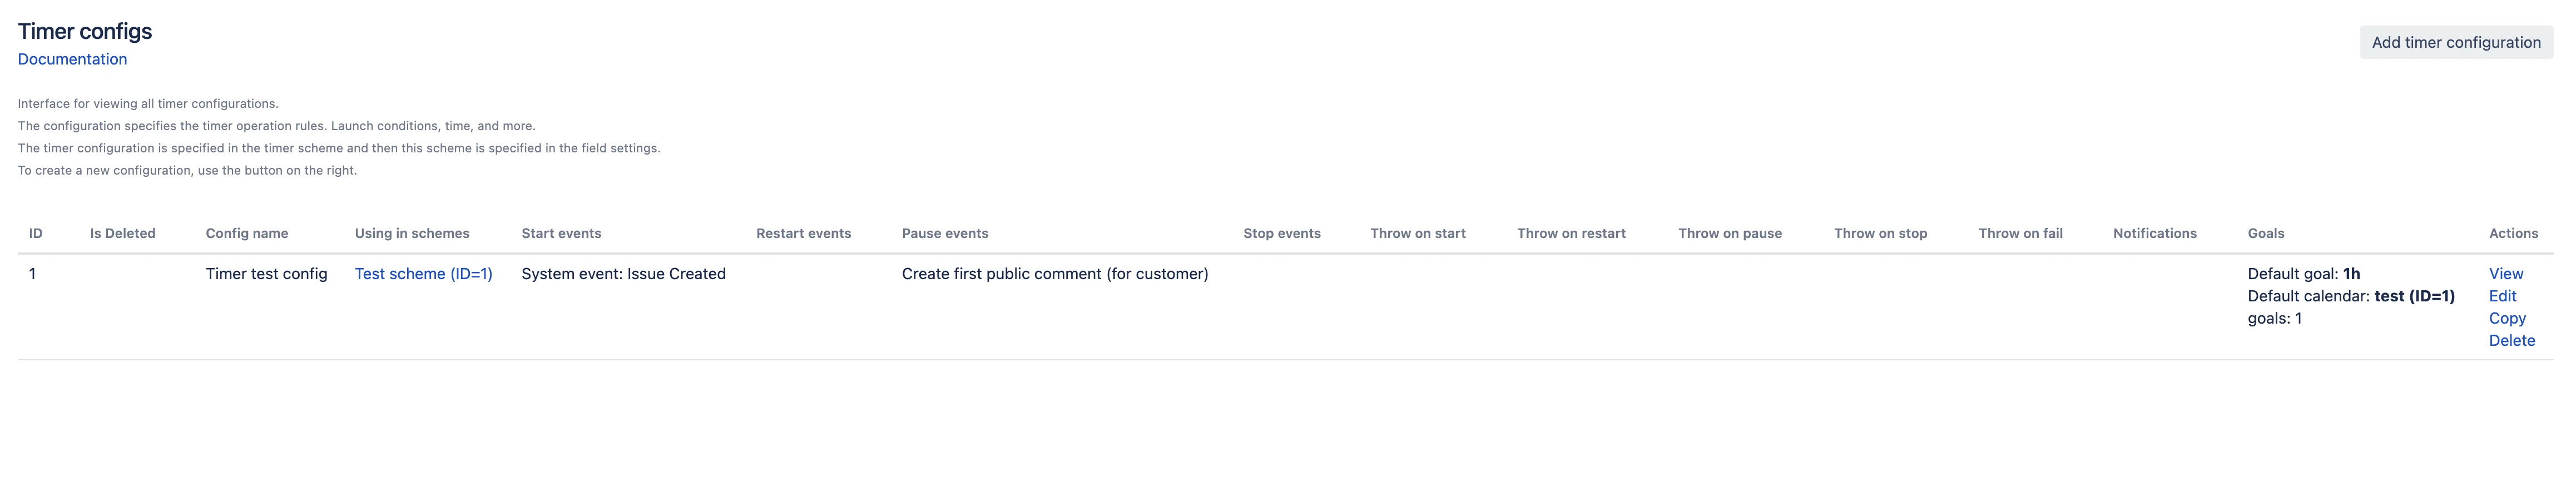 Timer configs
Add timer configuration
Documentation
Interface for viewing all timer configurations.
The configuration specifies the timer operation rules. Launch conditions, time, and more.
The timer configuration is specified in the timer scheme and then this scheme is specified in the field settings.
To create a new configuration, use the button on the right.
ID Is Deleted Config name Using in schemes Start events Restart events Pause events Stop events Throw on start Throw on restart Throw on pause Throw on stop Throw on fail Notifications Goals Actions
1 Timer test config Test scheme (ID=1) System event: Issue Created Create first public comment (for customer) Default goal: 1h View
Default calendar: test (ID=1) Edit
goals: 1 Copy
Delete